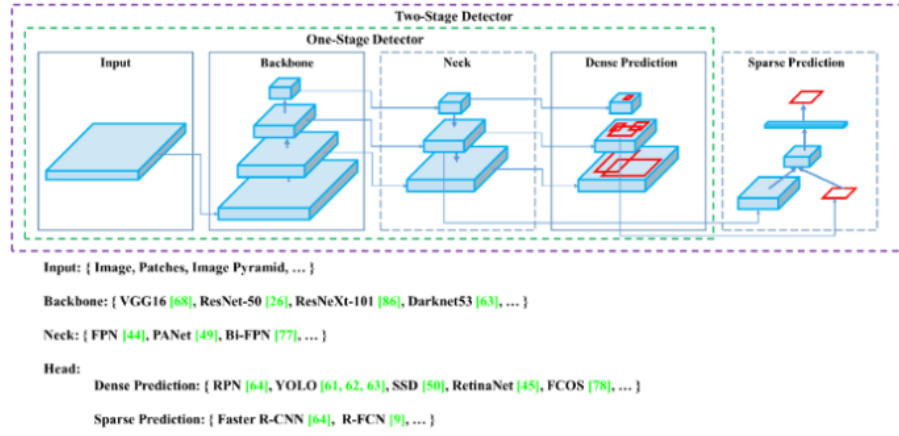 Two-Stage Detector
One-Stage Detector
Input
Backbone
Neck
Dense Prediction
Sparse Prediction
Input: { Image, Patches, Image Pyramid, … }
Backbone: { VGG16 [68], ResNet-50 [26], ResNeXt-101 [86], Darknet53 [63], … }
Neck: { FPN [44], PANet [49], Bi-FPN [77], … }
Head:
Dense Prediction: { RPN [64], YOLO [61, 62, 63], SSD [50], RetinaNet [45], FCOS [78], … }
Sparse Prediction: { Faster R-CNN [64], R-FCN [9], … }